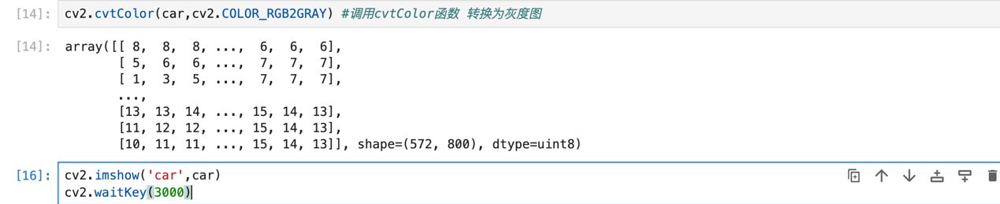 [14]: cv2.cvtColor(car,cv2.COLOR_RGB2GRAY) #调用cvtColor函数 转换为灰度图
[14]: array([[ 8,  8,  8, ...,  6,  6,  6],
[ 5,  6,  6, ...,  7,  7,  7],
[ 1,  3,  5, ...,  7,  7,  7],
...,
[13, 13, 14, ..., 15, 14, 13],
[11, 12, 12, ..., 15, 14, 13],
[10, 11, 11, ..., 15, 14, 13]], shape=(572, 800), dtype=uint8)
[16]: cv2.imshow('car',car)
cv2.waitKey(3000)